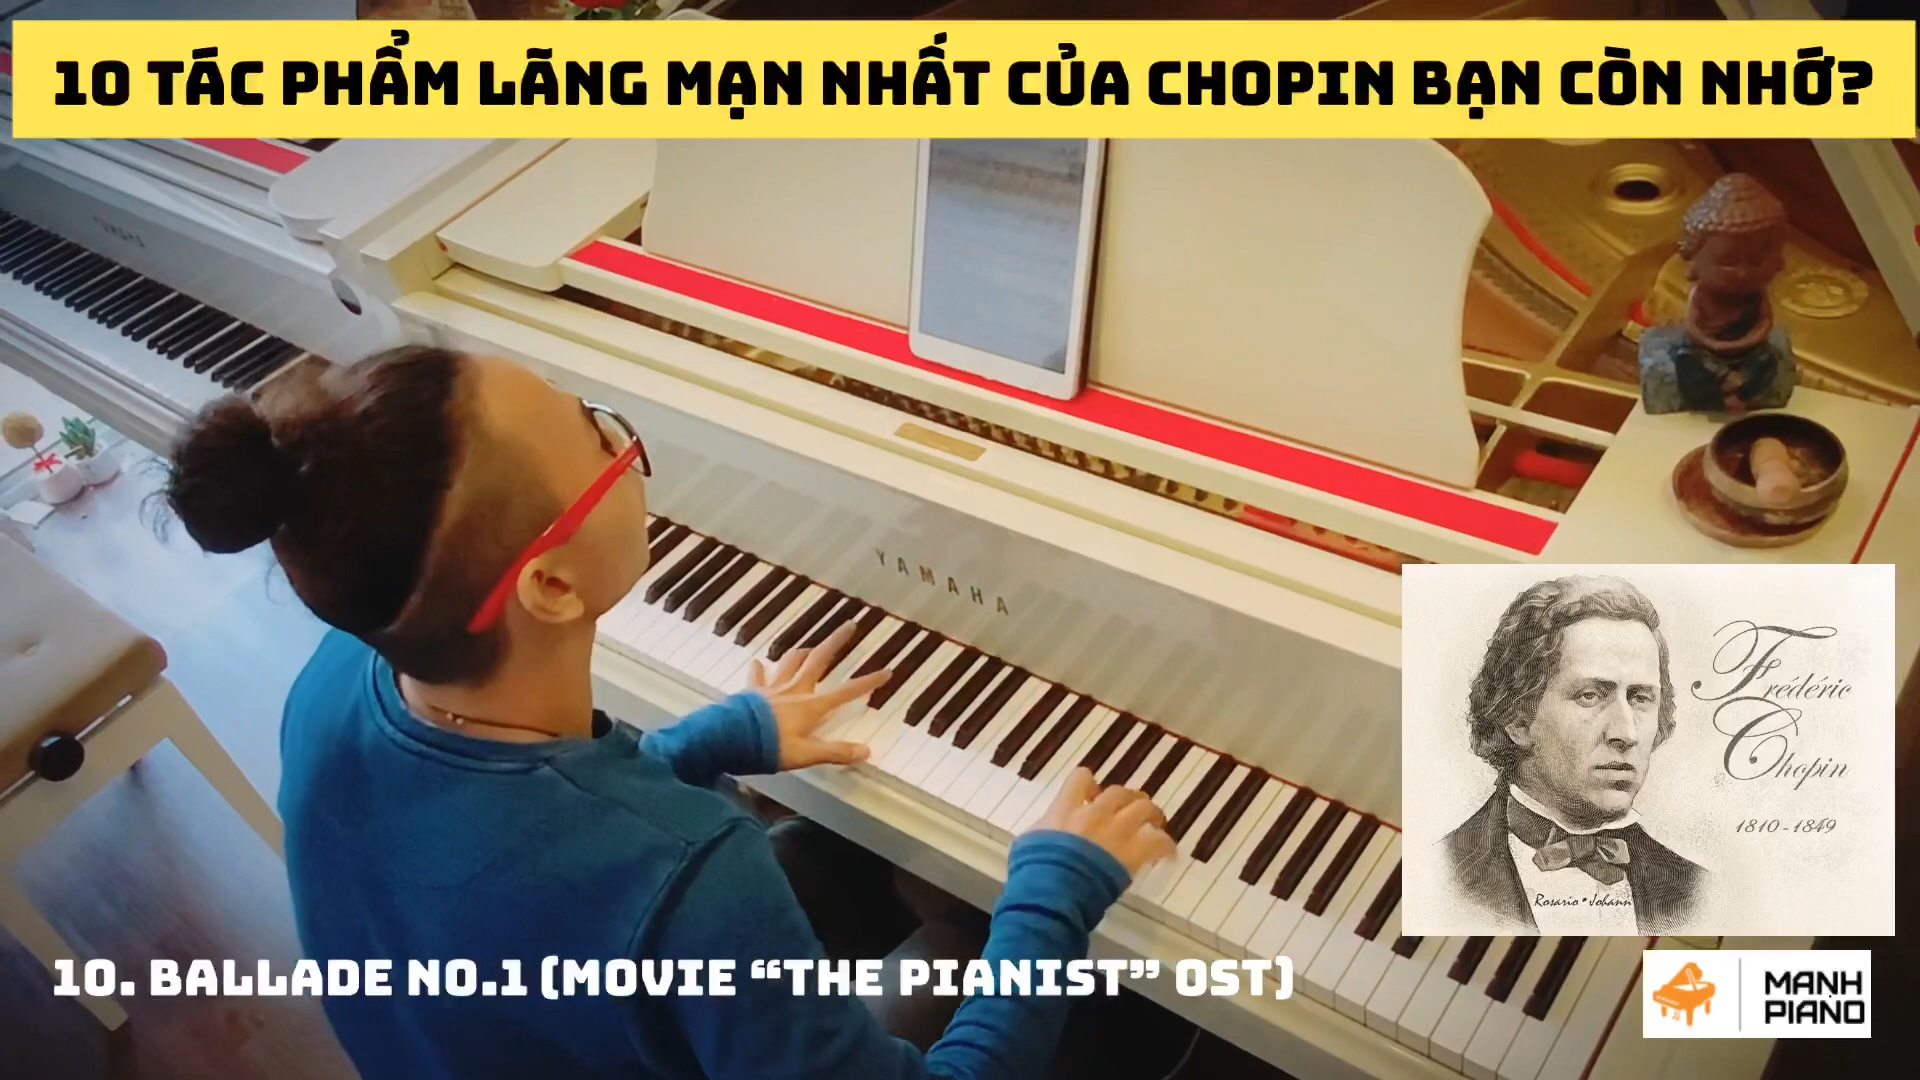 10 TÁC PHẨM LÃNG MẠN NHẤT CỦA CHOPIN BẠN CÒN NHỚ?
YAMAHA
YAMAHA
Frédéric
Chopin
1810 - 1849
Rosario • Johann
10. BALLADE NO.1 (MOVIE “THE PIANIST” OST)
MẠNH
PIANO